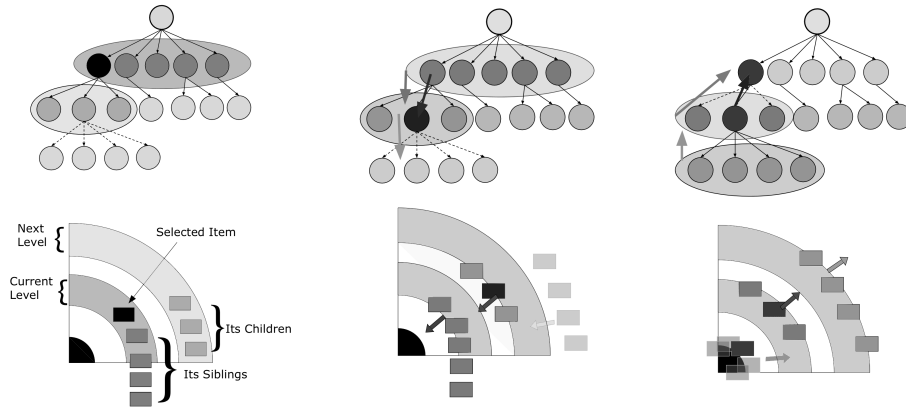 Next
Level
Selected Item
Current
Level
Its Children
Its Siblings